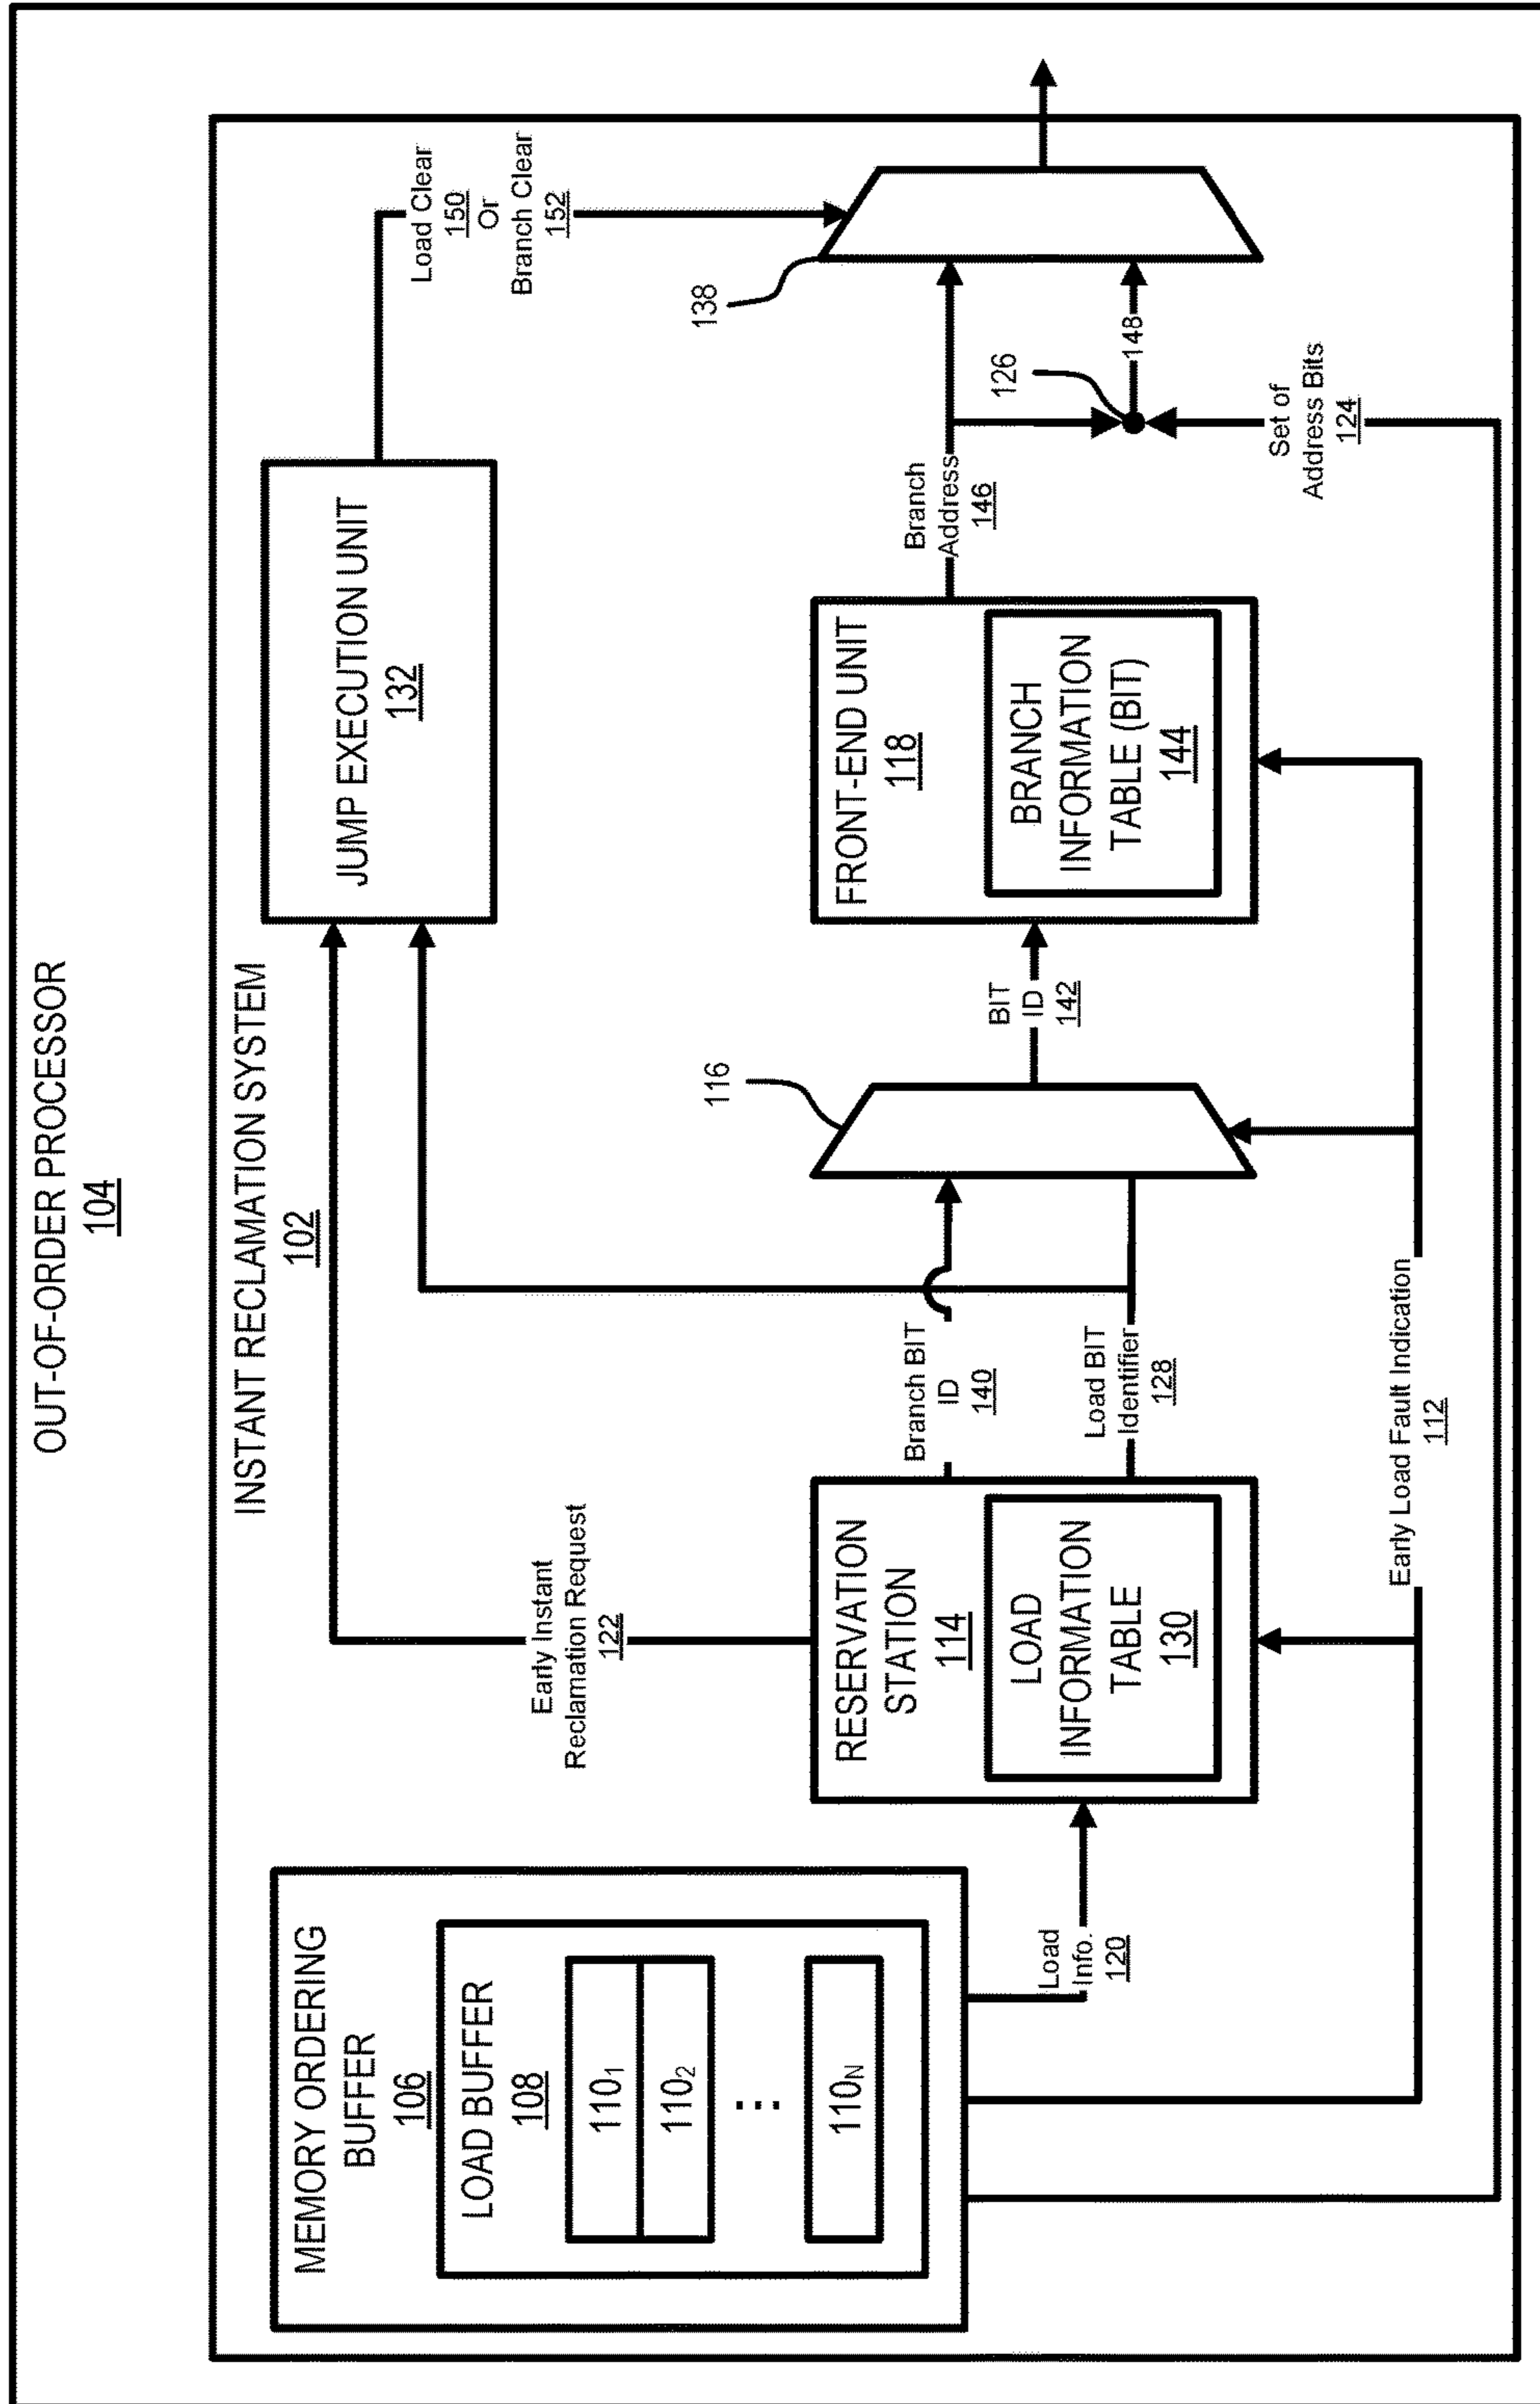 OUT-OF-ORDER PROCESSOR
104
INSTANT RECLAMATION SYSTEM
102
MEMORY ORDERING
BUFFER
106
LOAD BUFFER
108
110₁
110₂
⋮
110N
Load
Info.
120
Early Instant
Reclamation Request
122
RESERVATION
STATION
114
LOAD
INFORMATION
TABLE
130
Branch BIT
ID
140
Load BIT
Identifier
128
Early Load Fault Indication
112
116
BIT
ID
142
JUMP EXECUTION UNIT
132
FRONT-END UNIT
118
BRANCH
INFORMATION
TABLE (BIT)
144
Branch
Address
146
Set of
Address Bits
124
126
148
138
Load Clear
150
Or
Branch Clear
152